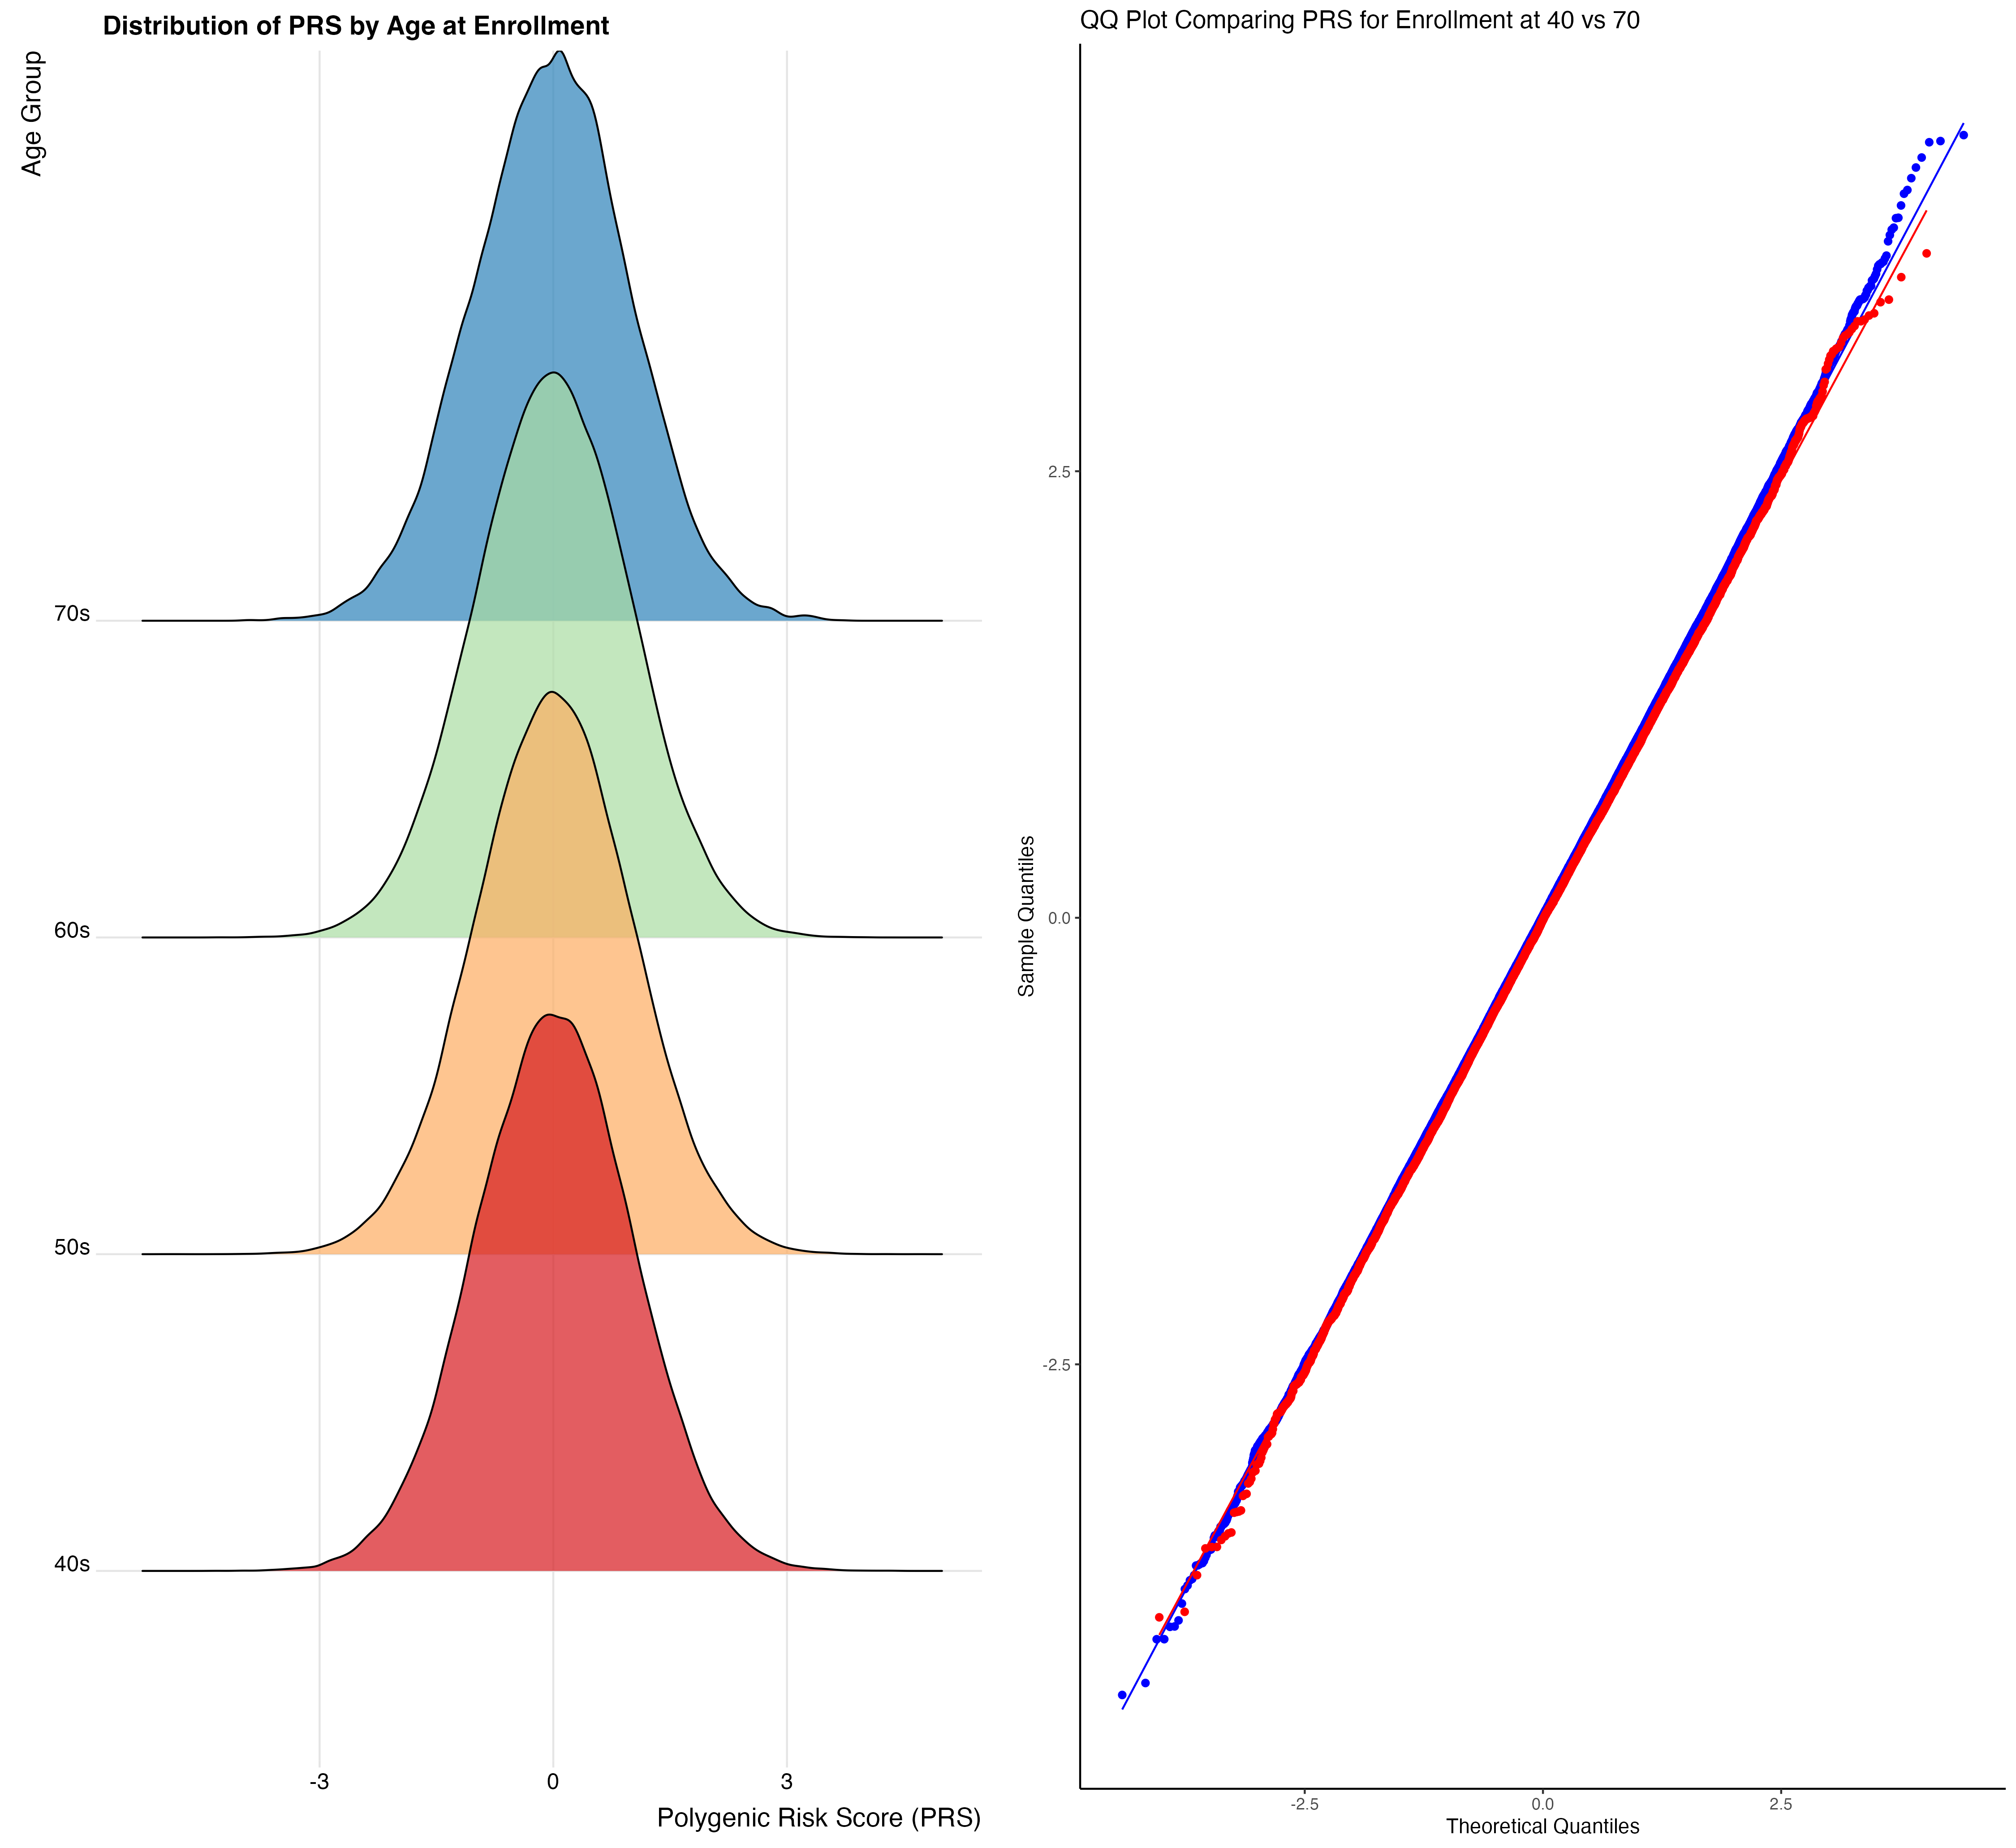 Distribution of PRS by Age at Enrollment
Age Group
70s
60s
50s
40s
-3
0
3
Polygenic Risk Score (PRS)
QQ Plot Comparing PRS for Enrollment at 40 vs 70
Sample Quantiles
2.5
0.0
-2.5
-2.5
0.0
2.5
Theoretical Quantiles